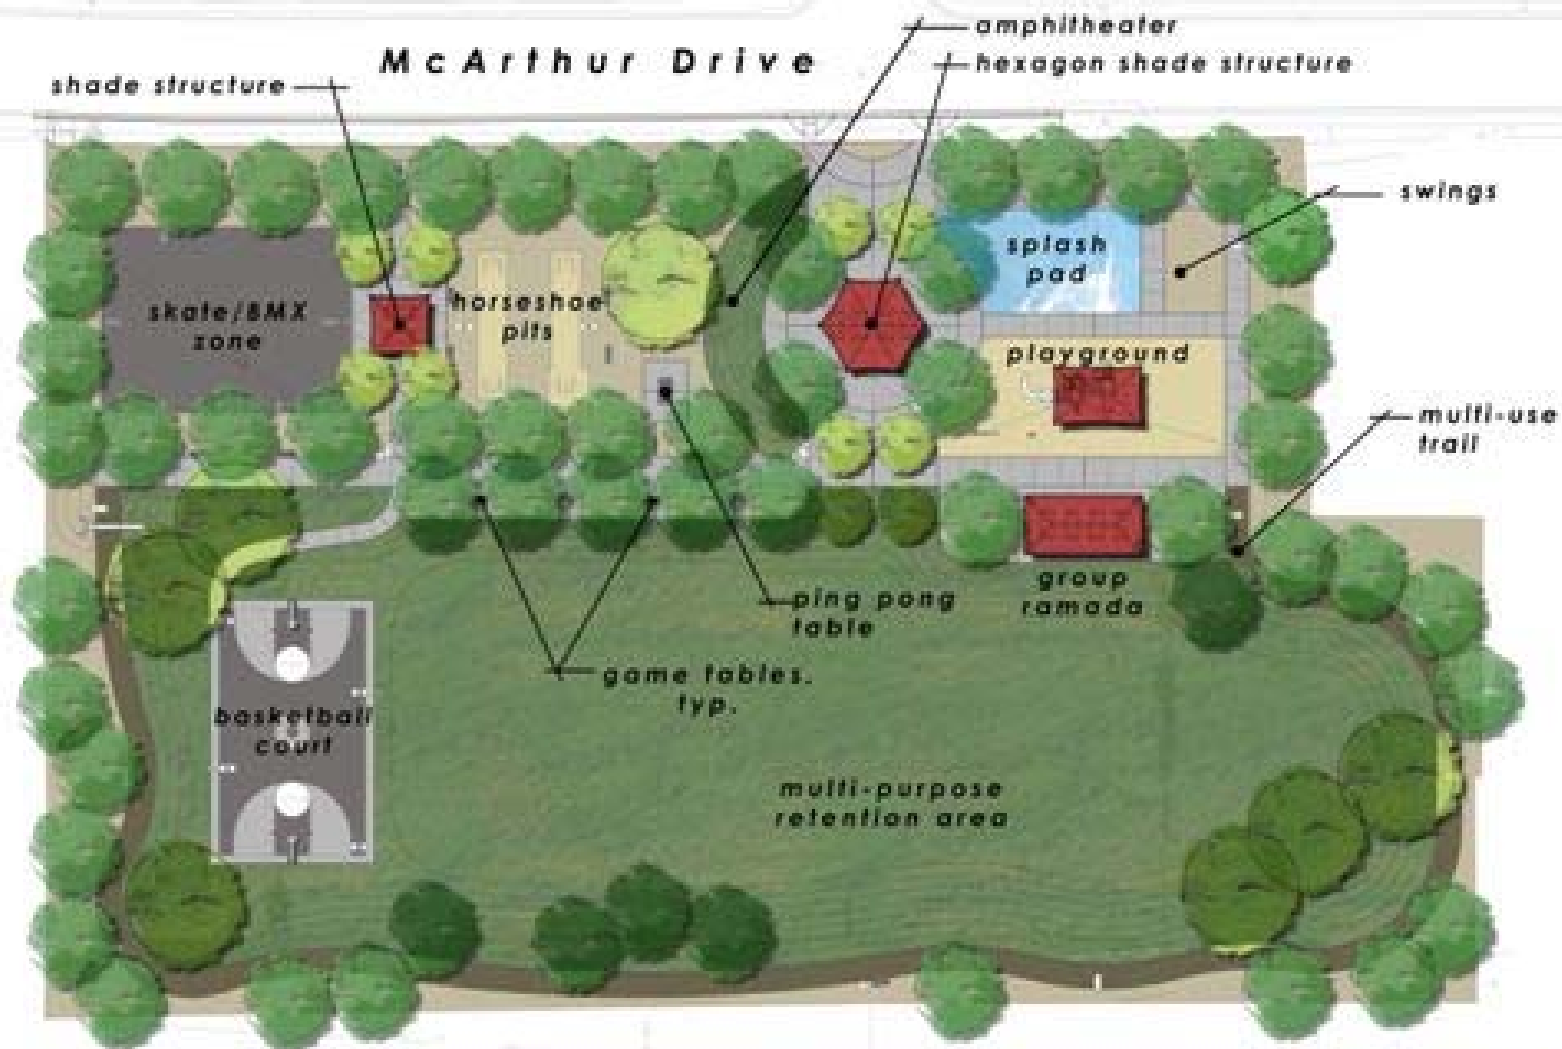 amphitheater
McArthur Drive
hexagon shade structure
shade structure
swings
splash
pad
skate/BMX
zone
horseshoe
pits
playground
multi-use
trail
group
ramada
ping pong
table
game tables.
typ.
basketball
court
multi-purpose
retention area